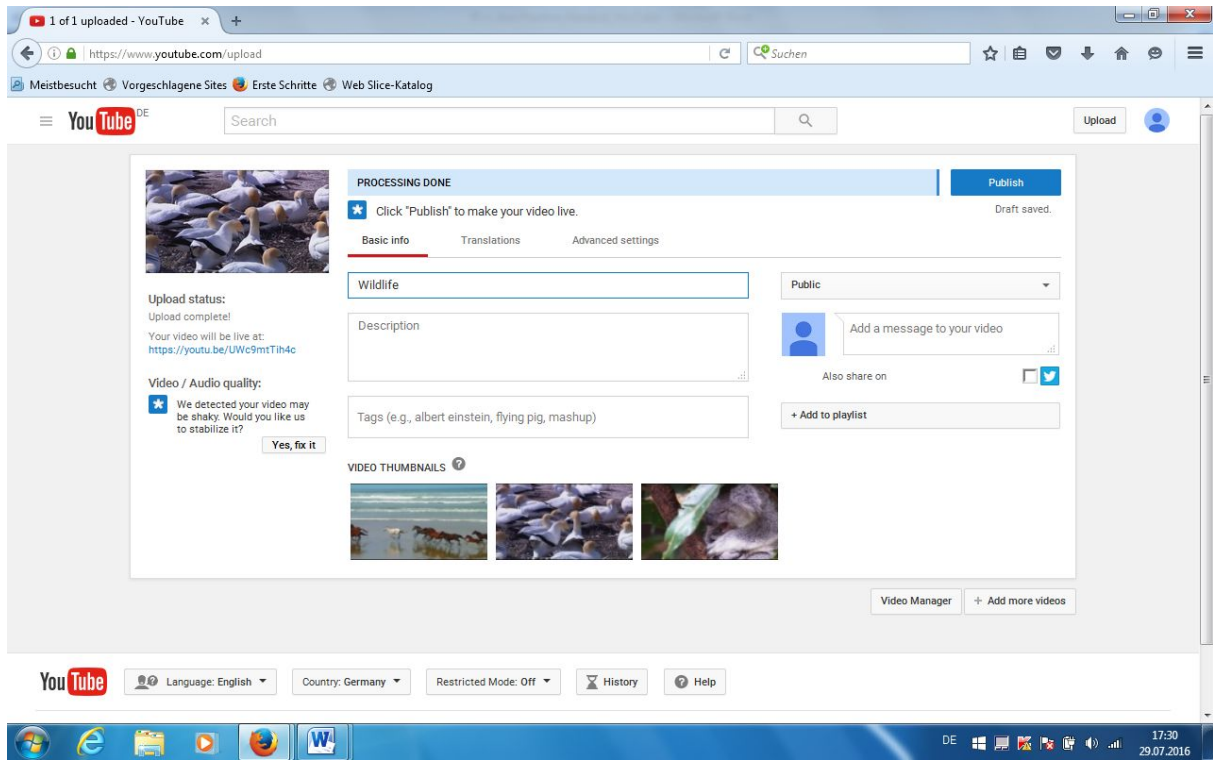 1 of 1 uploaded - YouTube × +
https://www.youtube.com/upload
Suchen
Meistbesucht Vorgeschlagene Sites Erste Schritte Web Slice-Katalog
YouTube DE
Search
Upload
PROCESSING DONE
Publish
Click "Publish" to make your video live.
Draft saved.
Basic info Translations Advanced settings
Wildlife
Public
Upload status:
Upload complete!
Your video will be live at:
https://youtu.be/UWc9mtTih4c
Description
Add a message to your video
Also share on
Video / Audio quality:
We detected your video may
be shaky. Would you like us
to stabilize it?
Yes, fix it
Tags (e.g., albert einstein, flying pig, mashup)
+ Add to playlist
VIDEO THUMBNAILS ?
Video Manager + Add more videos
YouTube Language: English Country: Germany Restricted Mode: Off History Help
DE
17:30
29.07.2016